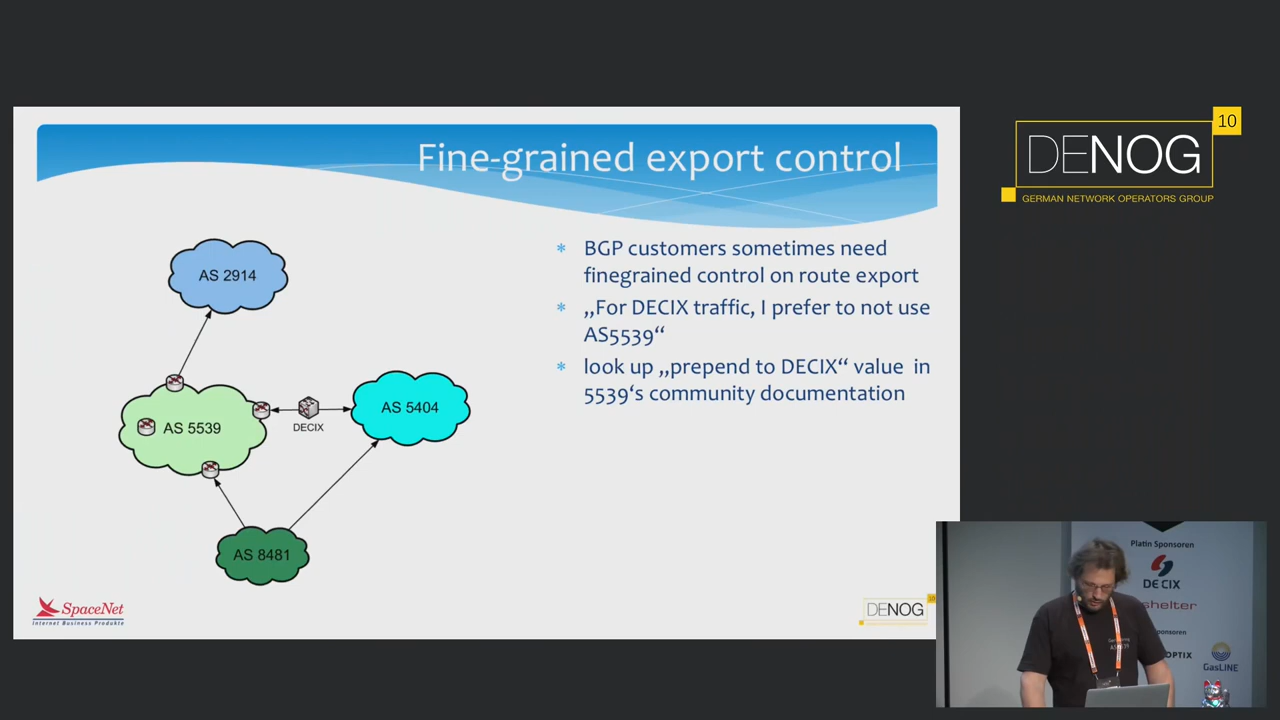 Fine-grained export control
10
DENOG
GERMAN NETWORK OPERATORS GROUP
AS 2914
AS 5539
DECIX
AS 5404
AS 8481
* BGP customers sometimes need
finegrained control on route export
* „For DECIX traffic, I prefer to not use
AS5539“
* look up „prepend to DECIX“ value in
5539‘s community documentation
SpaceNet
Internet Business Produkte
DENOG
10
Platin Sponsoren
DE CIX
shelter
ponsoren
OPTIX
GasLINE